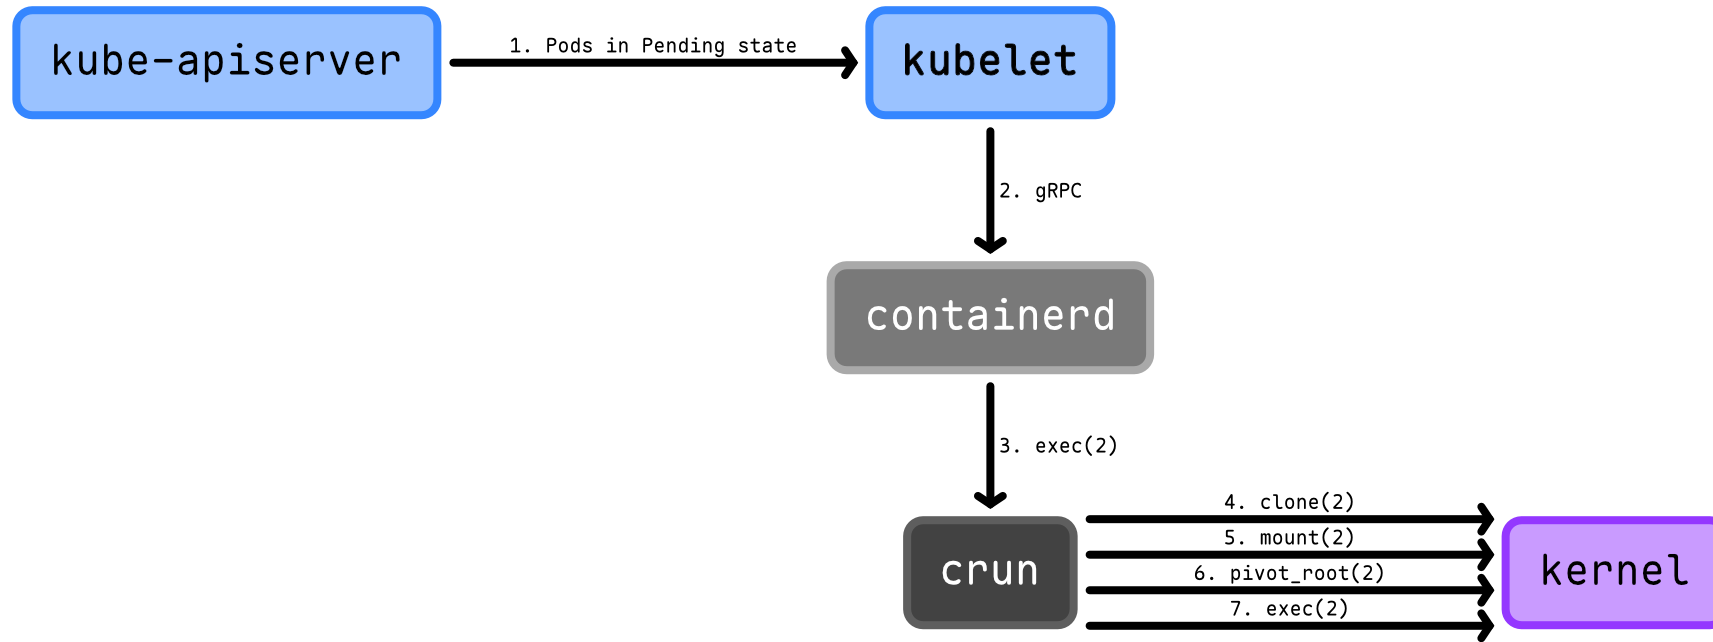 kube-apiserver
1. Pods in Pending state
kubelet
2. gRPC
containerd
3. exec(2)
crun
4. clone(2)
5. mount(2)
6. pivot_root(2)
7. exec(2)
kernel